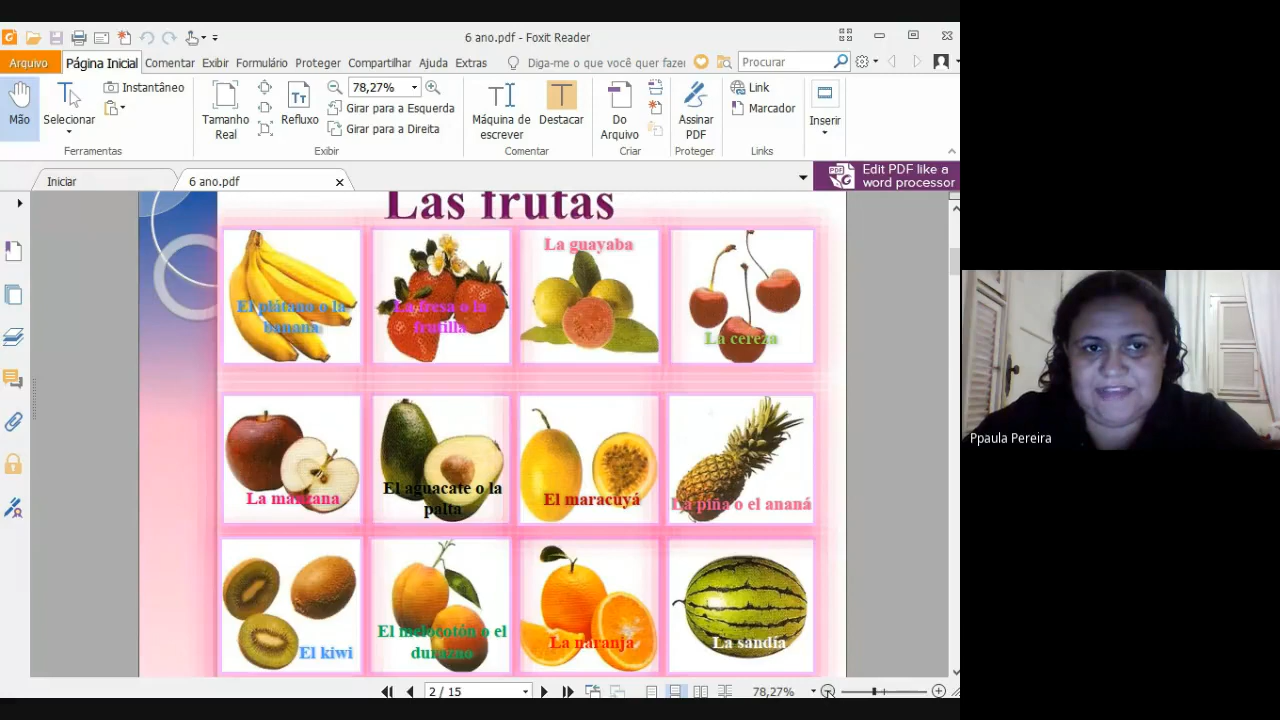 6 ano.pdf - Foxit Reader
Arquivo
Página Inicial
Comentar
Exibir
Formulário
Proteger
Compartilhar
Ajuda
Extras
Diga-me o que você quer fazer
Procurar
Mão
Selecionar
Instantâneo
Ferramentas
Tamanho
Real
Refluxo
78,27%
Girar para a Esquerda
Girar para a Direita
Exibir
Máquina de
escrever
Destacar
Comentar
Do
Arquivo
Criar
Assinar
PDF
Proteger
Link
Marcador
Links
Inserir
Iniciar
6 ano.pdf
Edit PDF like a
word processor
Las frutas
El plátano o la
banana
La fresa o la
frutilla
La guayaba
La cereza
La manzana
El aguacate o la
palta
El maracuyá
La piña o el ananá
El kiwi
El melocotón o el
durazno
La naranja
La sandía
2 / 15
78,27%
Ppaula Pereira